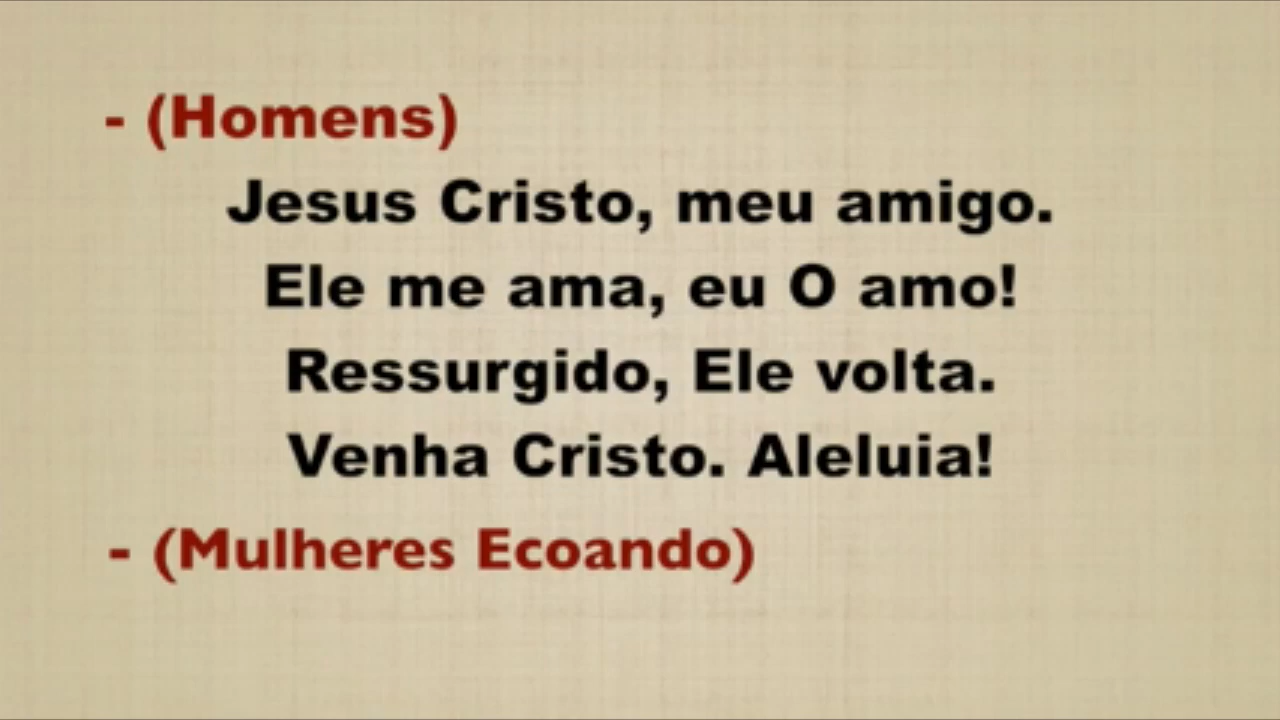 - (Homens)
Jesus Cristo, meu amigo.
Ele me ama, eu O amo!
Ressurgido, Ele volta.
Venha Cristo. Aleluia!
- (Mulheres Ecoando)